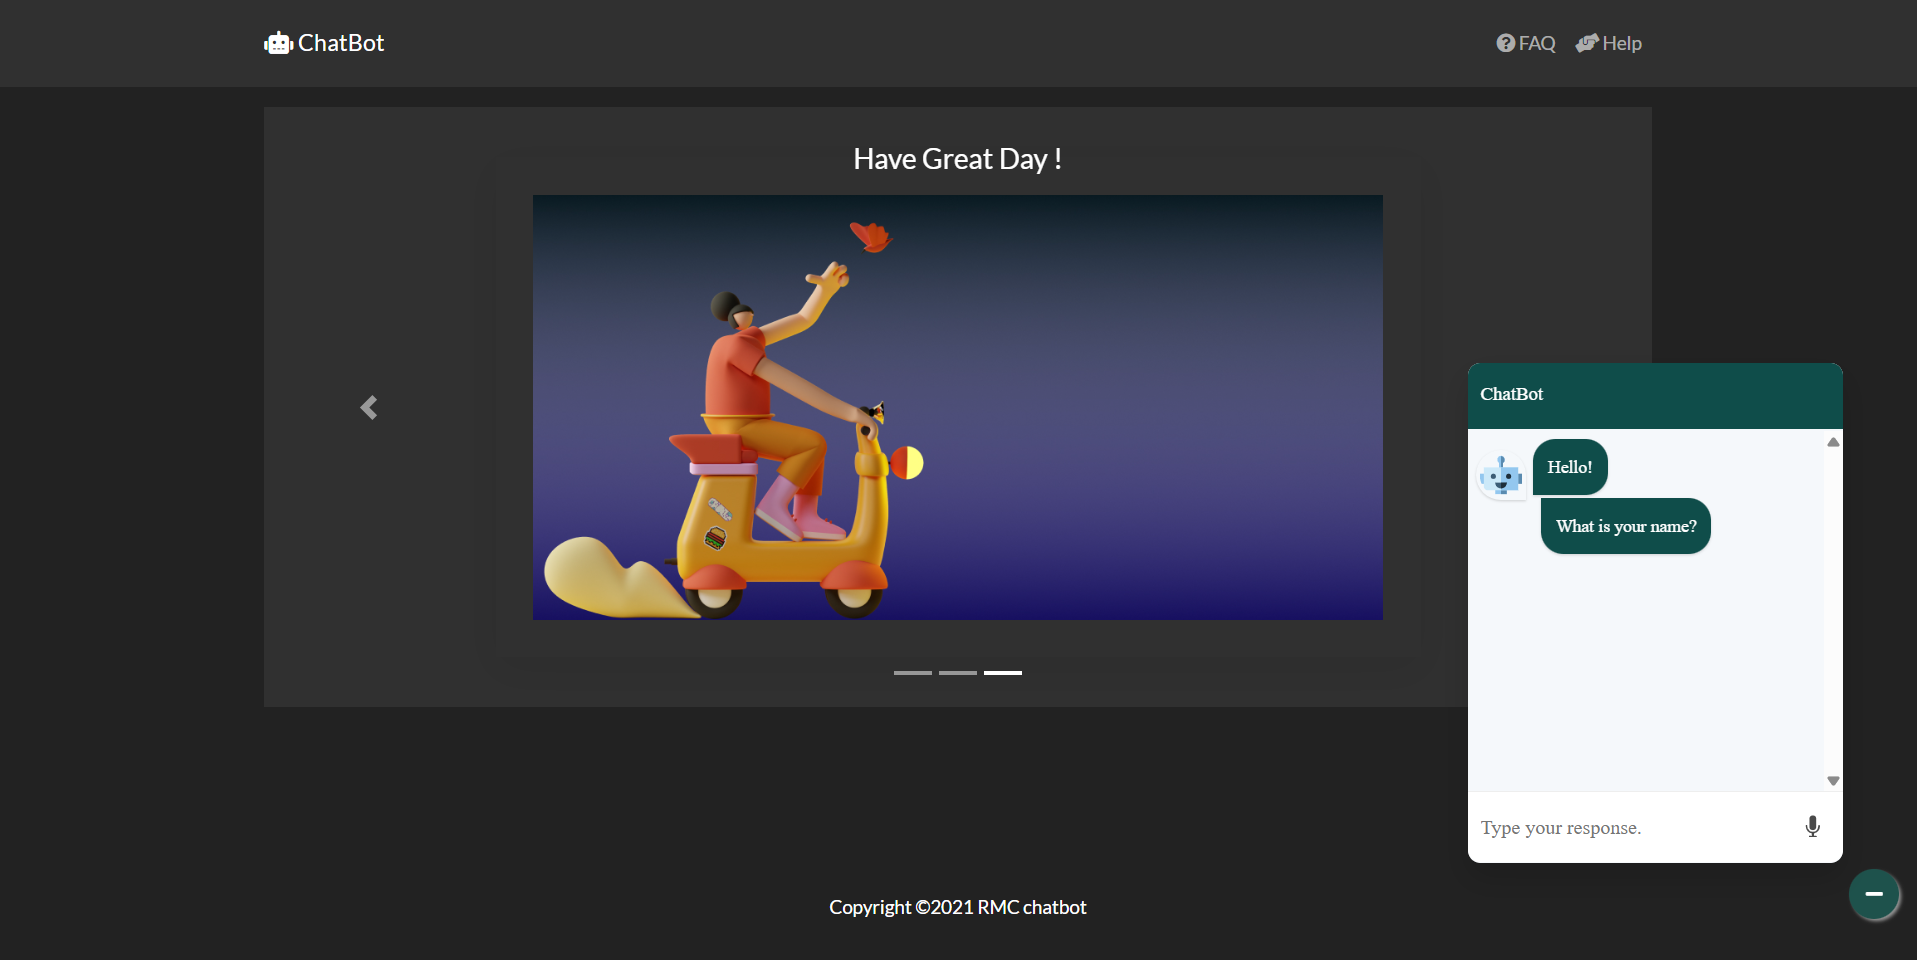 ChatBot
FAQ
Help
Have Great Day !
ChatBot
Hello!
What is your name?
Type your response.
Copyright ©2021 RMC chatbot